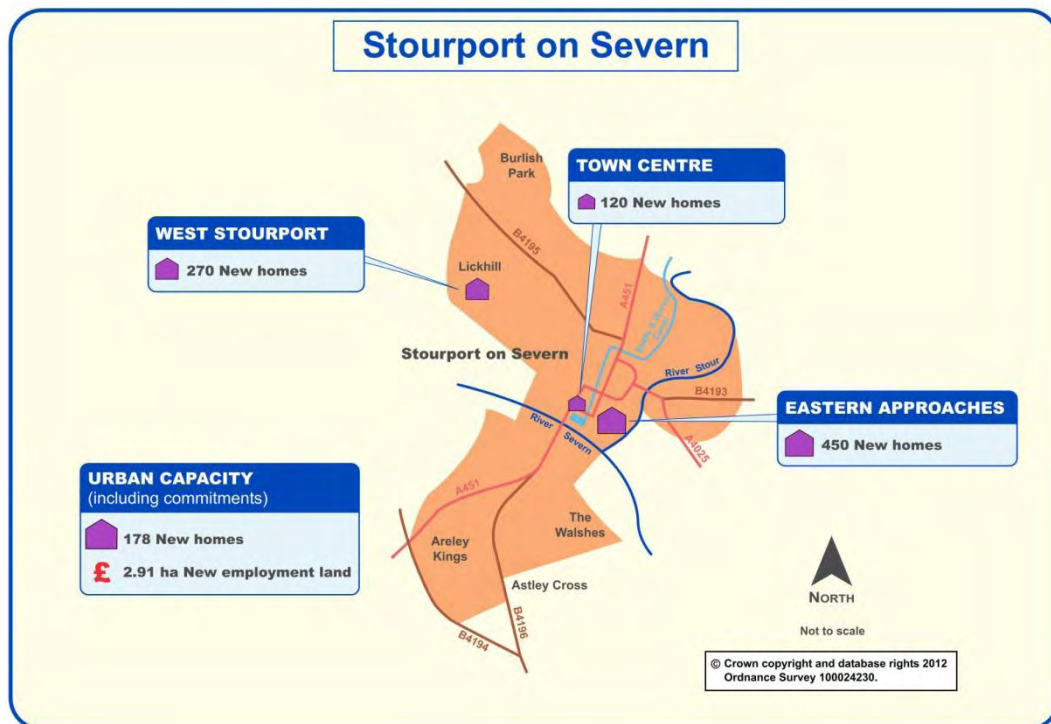 Stourport on Severn
Burlish
Park
TOWN CENTRE
120 New homes
WEST STOURPORT
270 New homes
B4195
Lickhill
A451
Stourport on Severn
River Stour
B4193
EASTERN APPROACHES
450 New homes
River Severn
A4025
URBAN CAPACITY
(including commitments)
178 New homes
£ 2.91 ha New employment land
A451
The
Walshes
Areley
Kings
Astley Cross
B4196
B4194
NORTH
Not to scale
© Crown copyright and database rights 2012
Ordnance Survey 100024230.